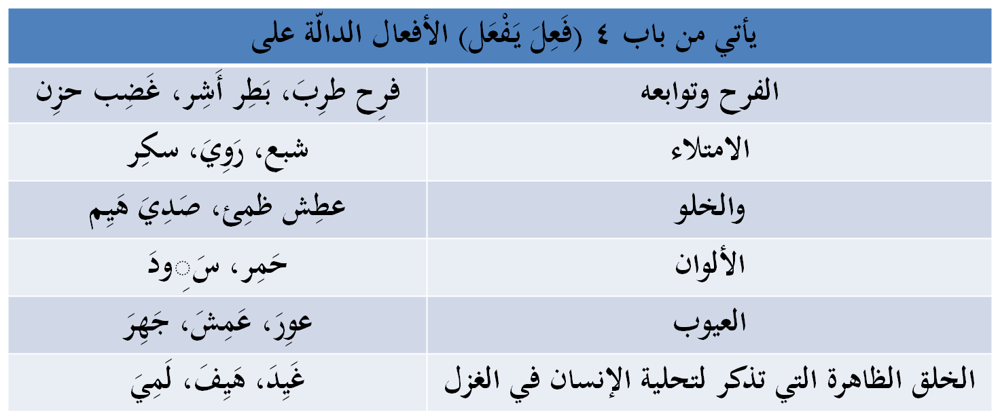 يأتي من باب ٤ (فَعِلَ يَفْعَل) الأفعال الدالّة على
الفرح وتوابعه فرِح طرِبَ، بَطِر أَشِر، غَضِب حزِن
الامتلاء شبع، رَوِيَ، سكِر
والخلو عطِش ظمِئ، صَدِيَ هَيِم
الألوان حَمِر، سَ ِودَ
العيوب عوِرَ، عَمِشَ، جَهِرَ
الخلق الظاهرة التي تذكر لتحلية الإنسان في الغزل غَيِدَ، هَيِفَ، لَمِيَ